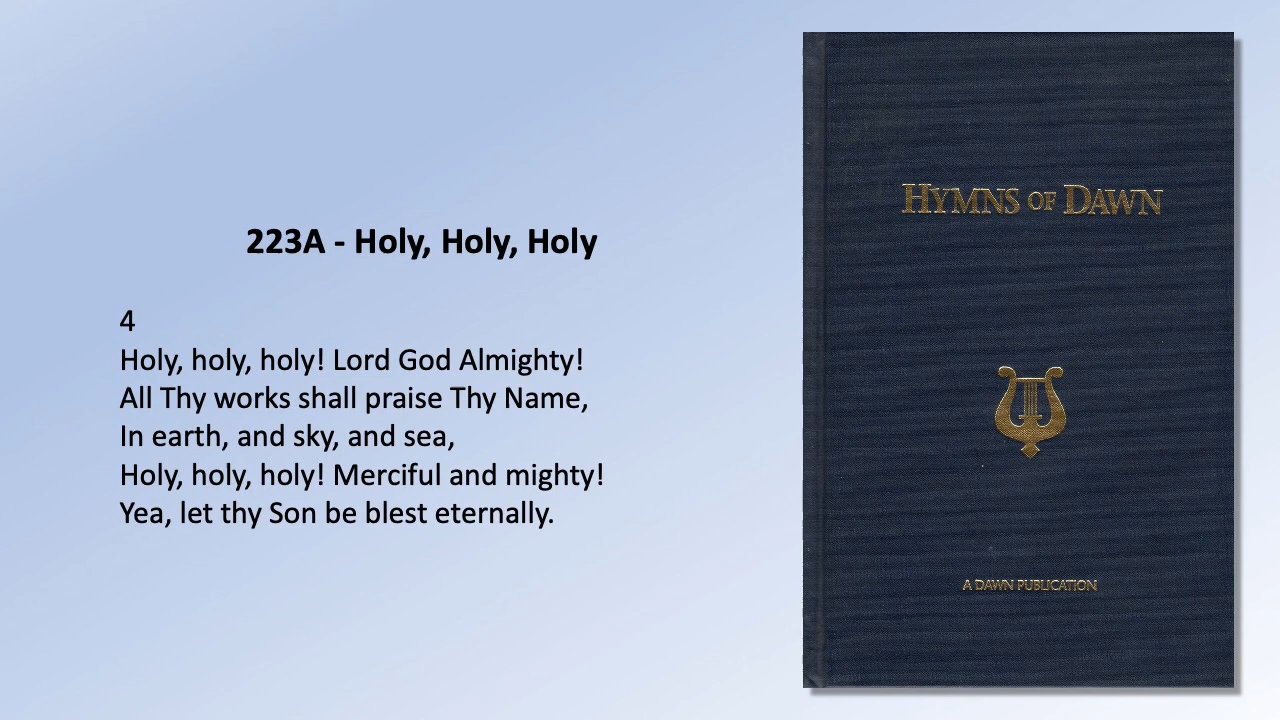 223A - Holy, Holy, Holy
4
Holy, holy, holy! Lord God Almighty!
All Thy works shall praise Thy Name,
In earth, and sky, and sea,
Holy, holy, holy! Merciful and mighty!
Yea, let thy Son be blest eternally.
HYMNS OF DAWN
A DAWN PUBLICATION